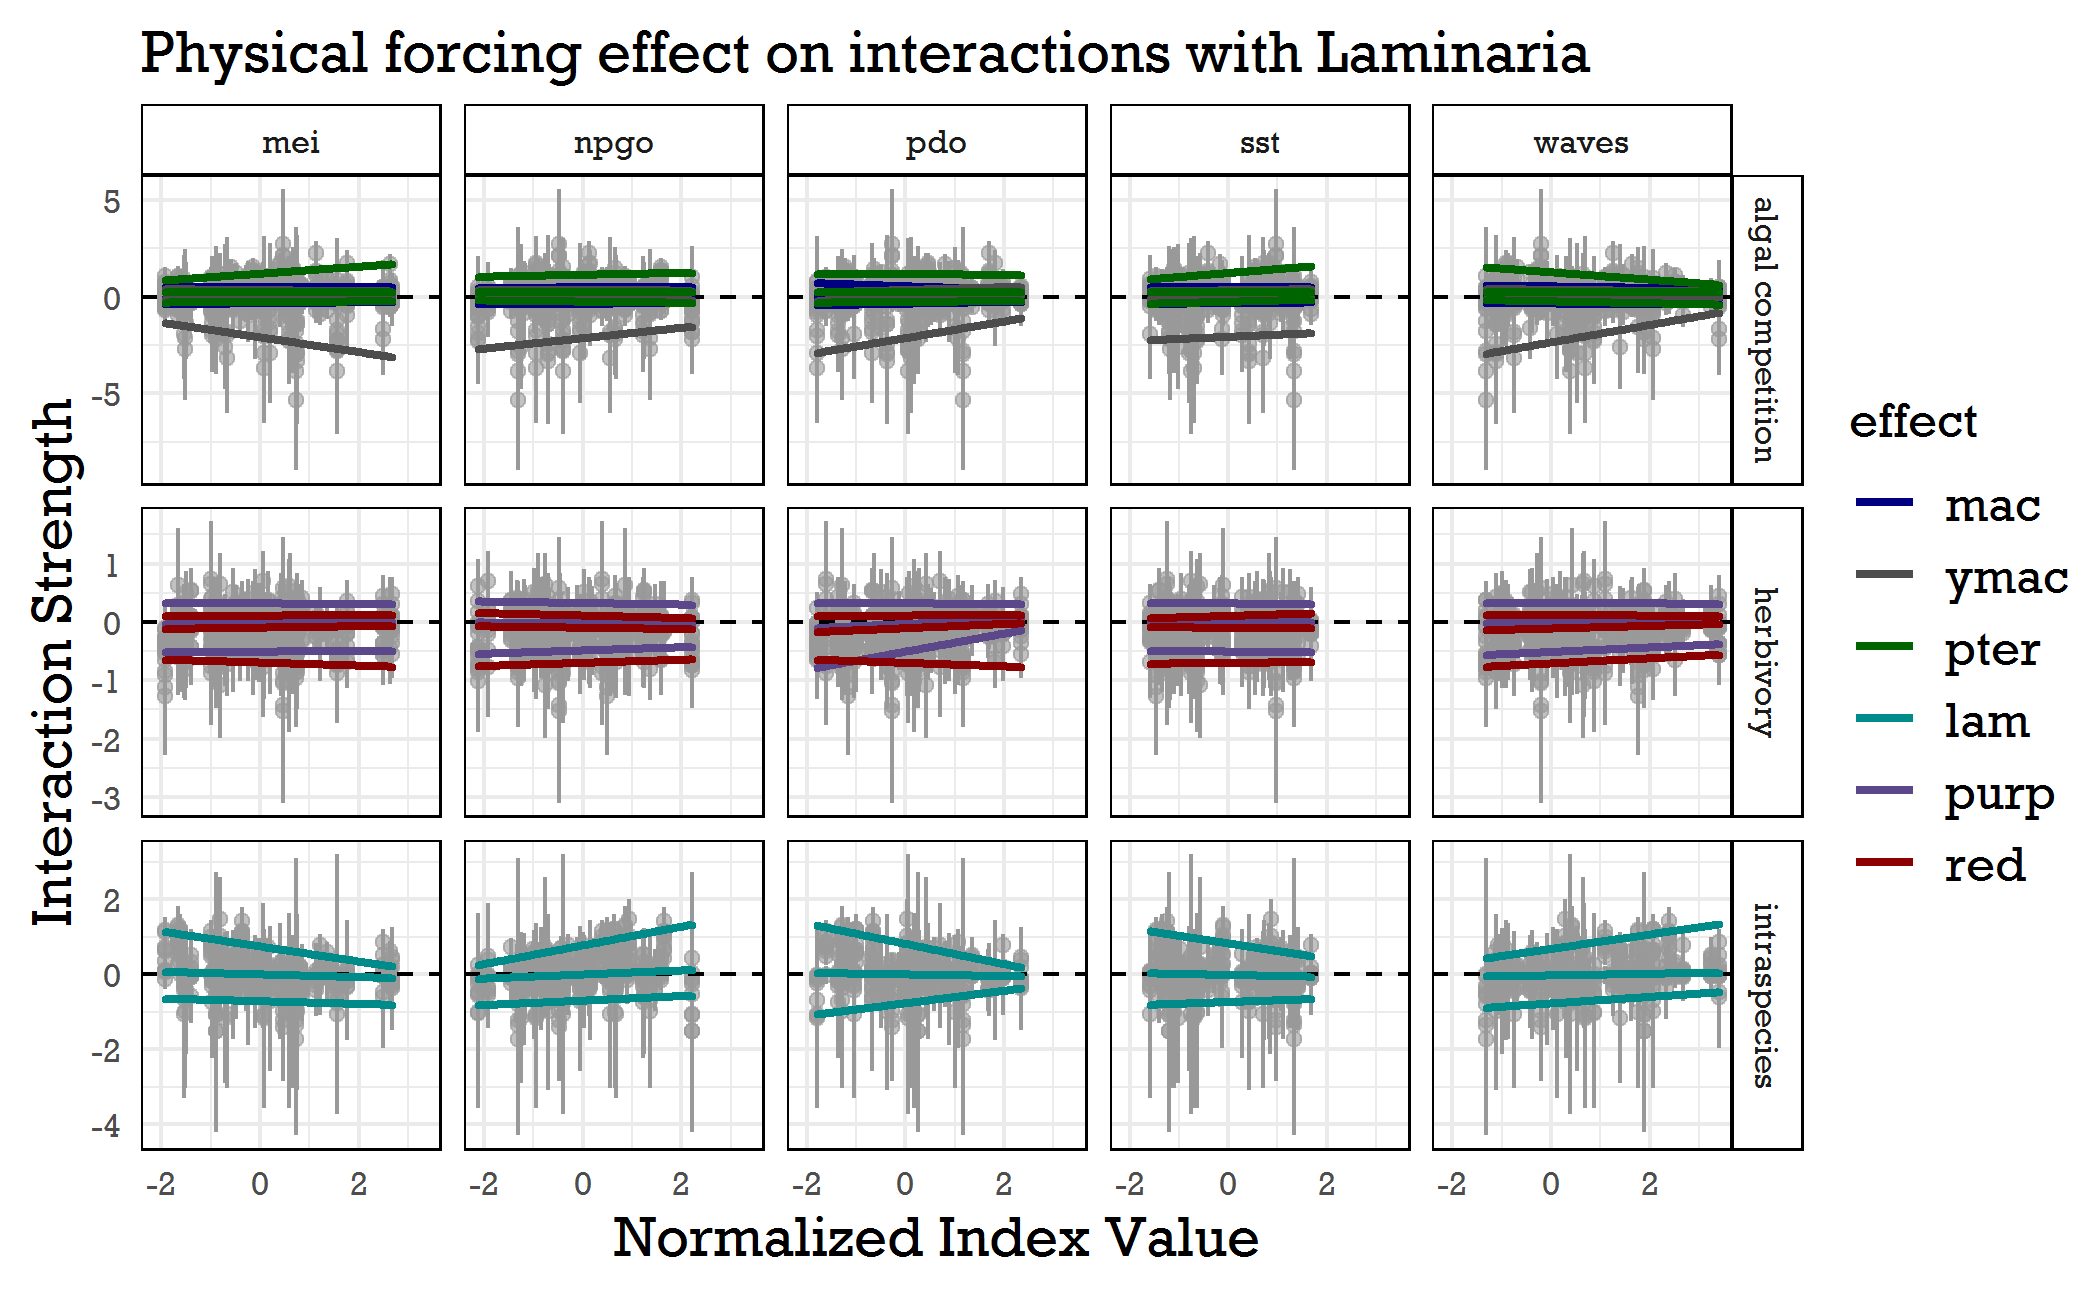 Physical forcing effect on interactions with Laminaria
mei npgo pdo sst waves
5
0
-5
algal competition
1
0
-1
-2
-3
herbivory
2
0
-2
-4
intraspecies
-2 0 2 -2 0 2 -2 0 2 -2 0 2 -2 0 2
Normalized Index Value
Interaction Strength
effect
mac
ymac
pter
lam
purp
red